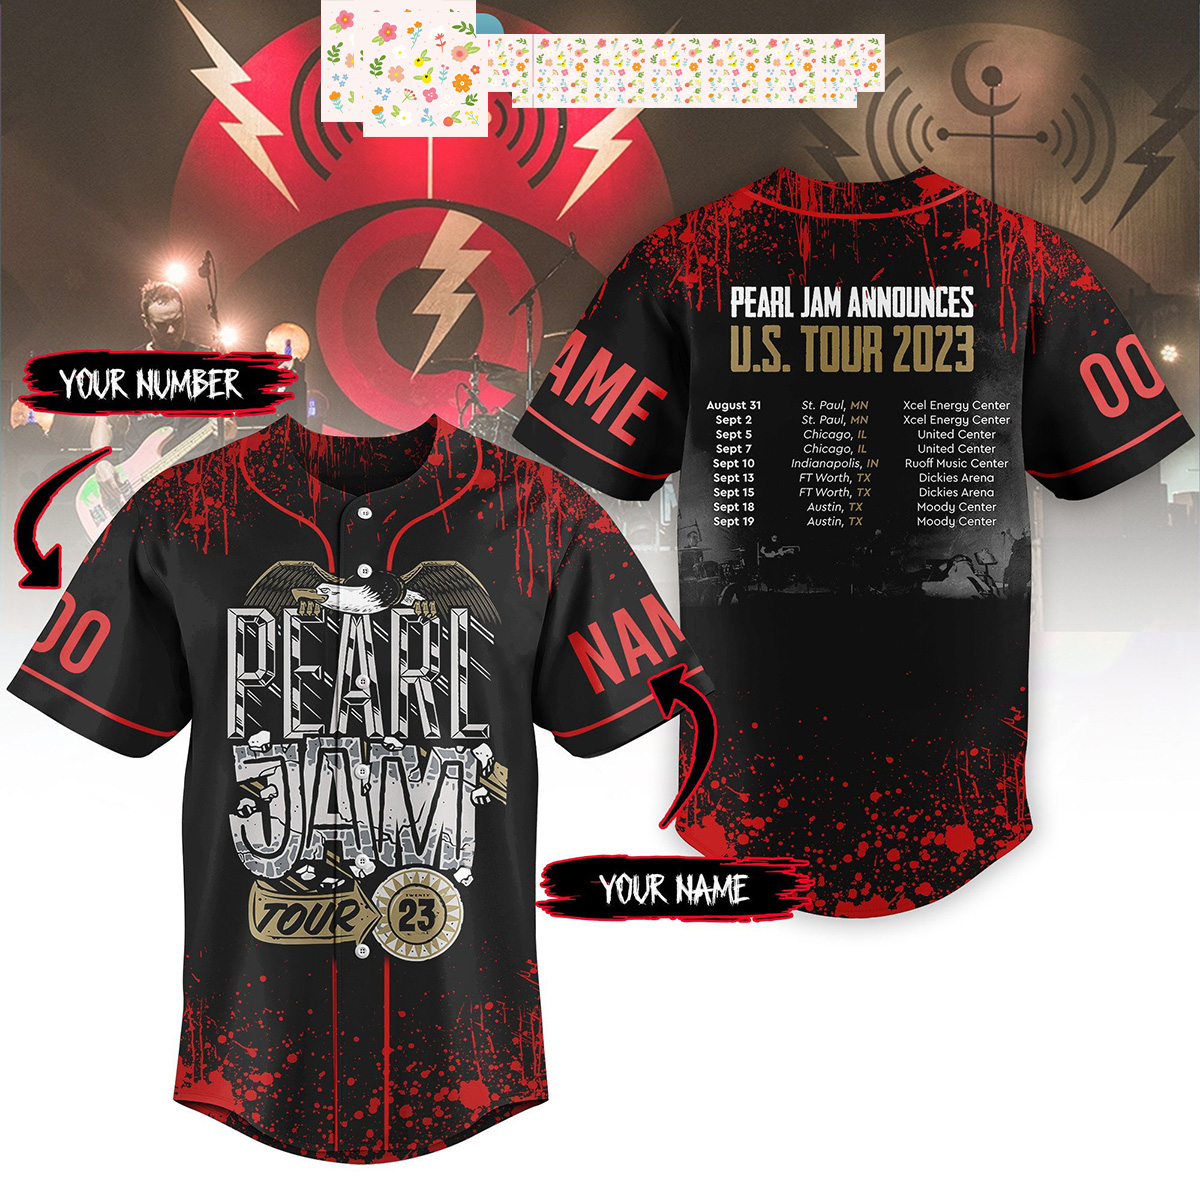 YOUR NUMBER
00
NAM
PEARL
JAM
TOUR
TWENTY
23
AME
00
PEARL JAM ANNOUNCES
U.S. TOUR 2023
August 31 St. Paul, MN Xcel Energy Center
Sept 2 St. Paul, MN Xcel Energy Center
Sept 5 Chicago, IL United Center
Sept 7 Chicago, IL United Center
Sept 10 Indianapolis, IN Ruoff Music Center
Sept 13 FT Worth, TX Dickies Arena
Sept 15 FT Worth, TX Dickies Arena
Sept 18 Austin, TX Moody Center
Sept 19 Austin, TX Moody Center
YOUR NAME